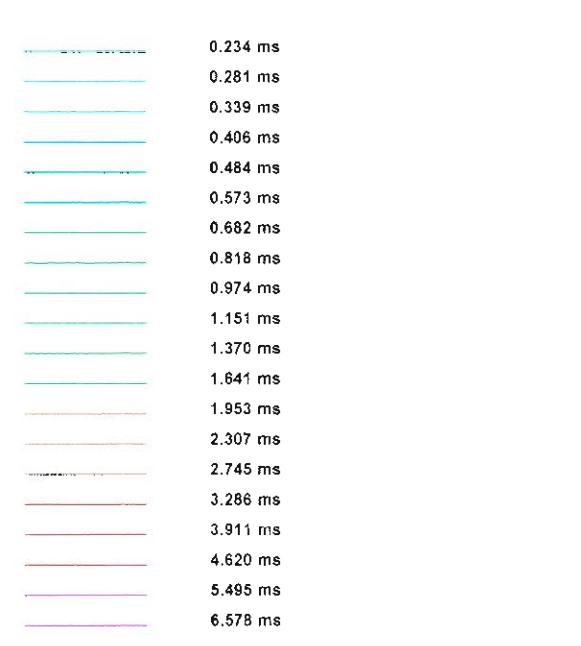 0.234 ms
0.281 ms
0.339 ms
0.406 ms
0.484 ms
0.573 ms
0.682 ms
0.818 ms
0.974 ms
1.151 ms
1.370 ms
1.641 ms
1.953 ms
2.307 ms
2.745 ms
3.286 ms
3.911 ms
4.620 ms
5.495 ms
6.578 ms